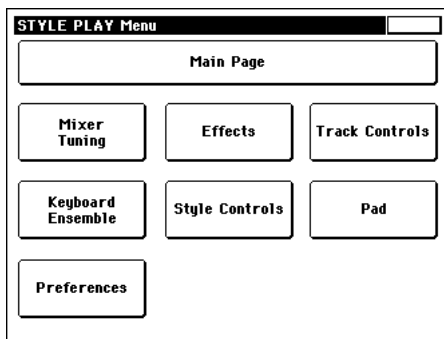 STYLE PLAY Menu
Main Page
Mixer
Tuning
Effects
Track Controls
Keyboard
Ensemble
Style Controls
Pad
Preferences